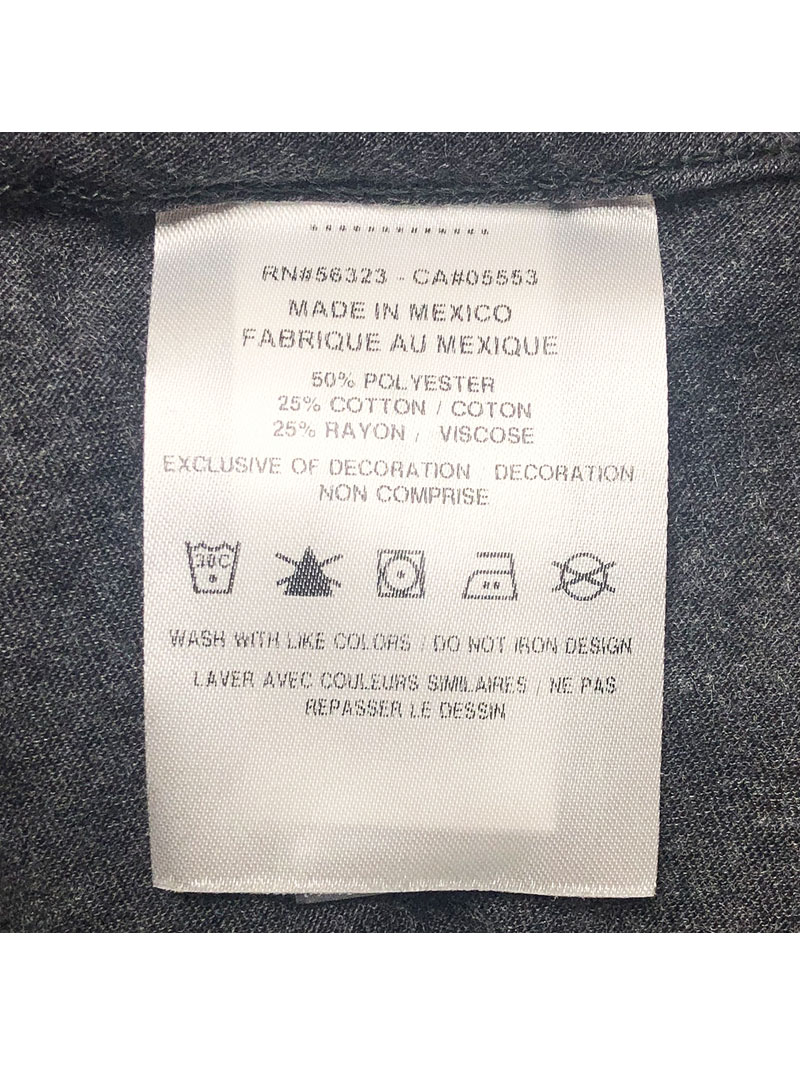 RN#56323 - CA#05553
MADE IN MEXICO
FABRIQUE AU MEXIQUE
50% POLYESTER
25% COTTON / COTON
25% RAYON / VISCOSE
EXCLUSIVE OF DECORATION DECORATION
NON COMPRISE
30C
WASH WITH LIKE COLORS / DO NOT IRON DESIGN
LAVER AVEC COULEURS SIMILAIRES / NE PAS
REPASSER LE DESSIN